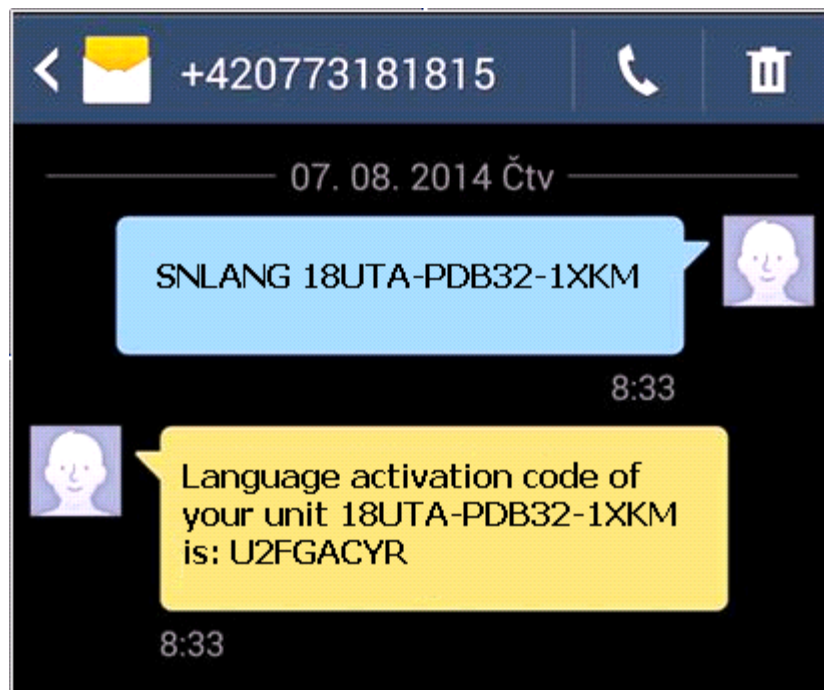 +420773181815
07. 08. 2014 Čtv
SNLANG 18UTA-PDB32-1XKM
8:33
Language activation code of
your unit 18UTA-PDB32-1XKM
is: U2FGACYR
8:33